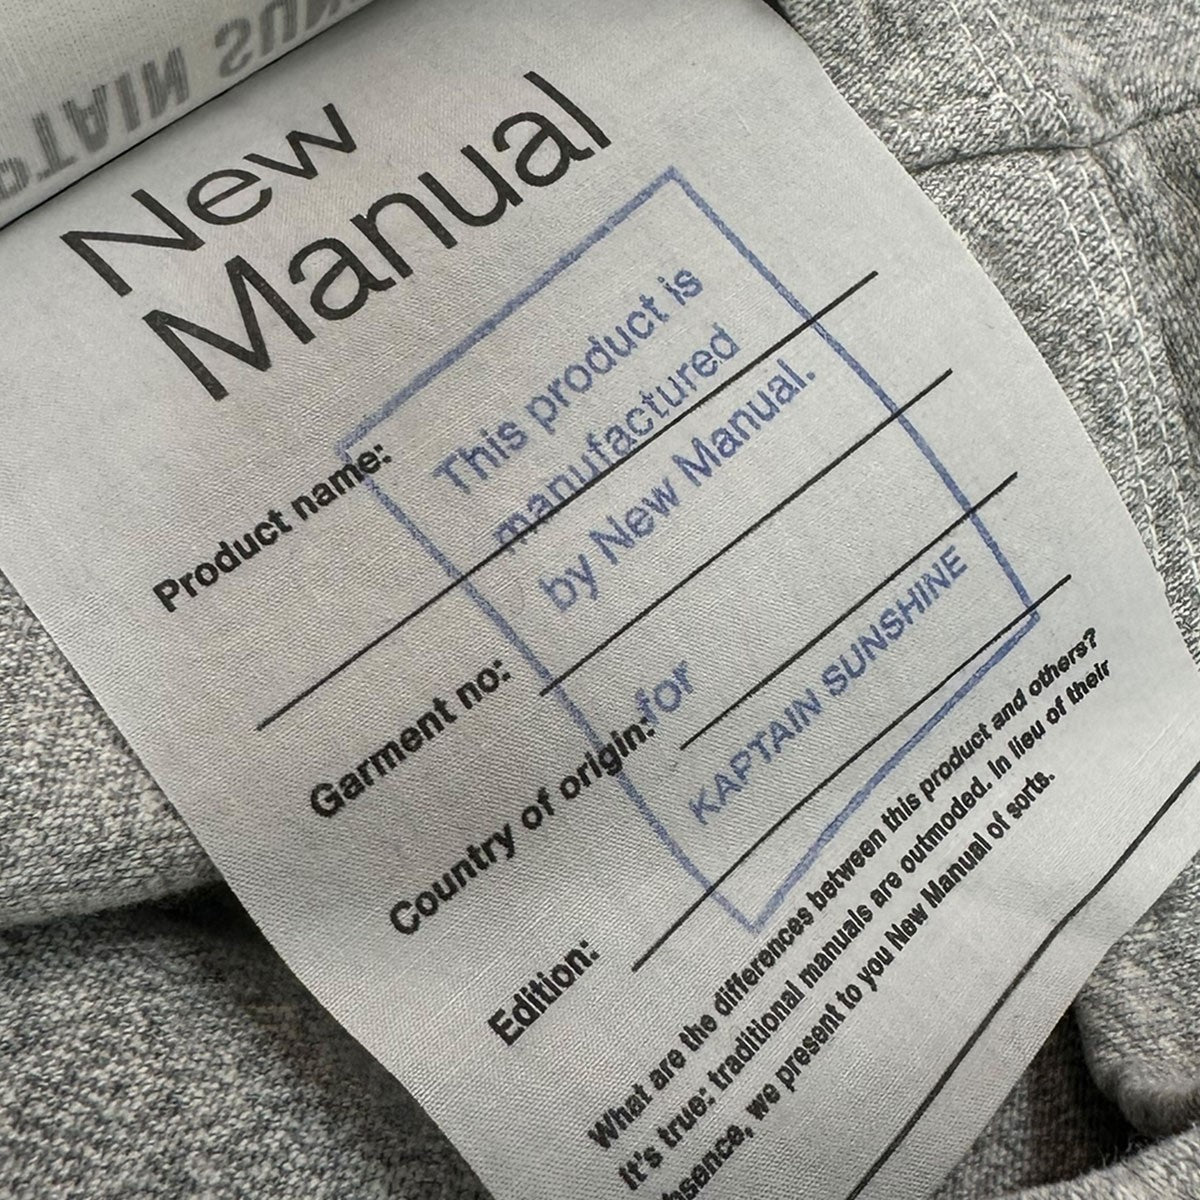 New
Manual
This product is
manufactured
by New Manual.
for
KAPTAIN SUNSHINE
Product name:
Garment no:
Country of origin:
Edition:
What are the differences between this product and others?
It's true: traditional manuals are outmoded. In lieu of their
we present to you New Manual of sorts.